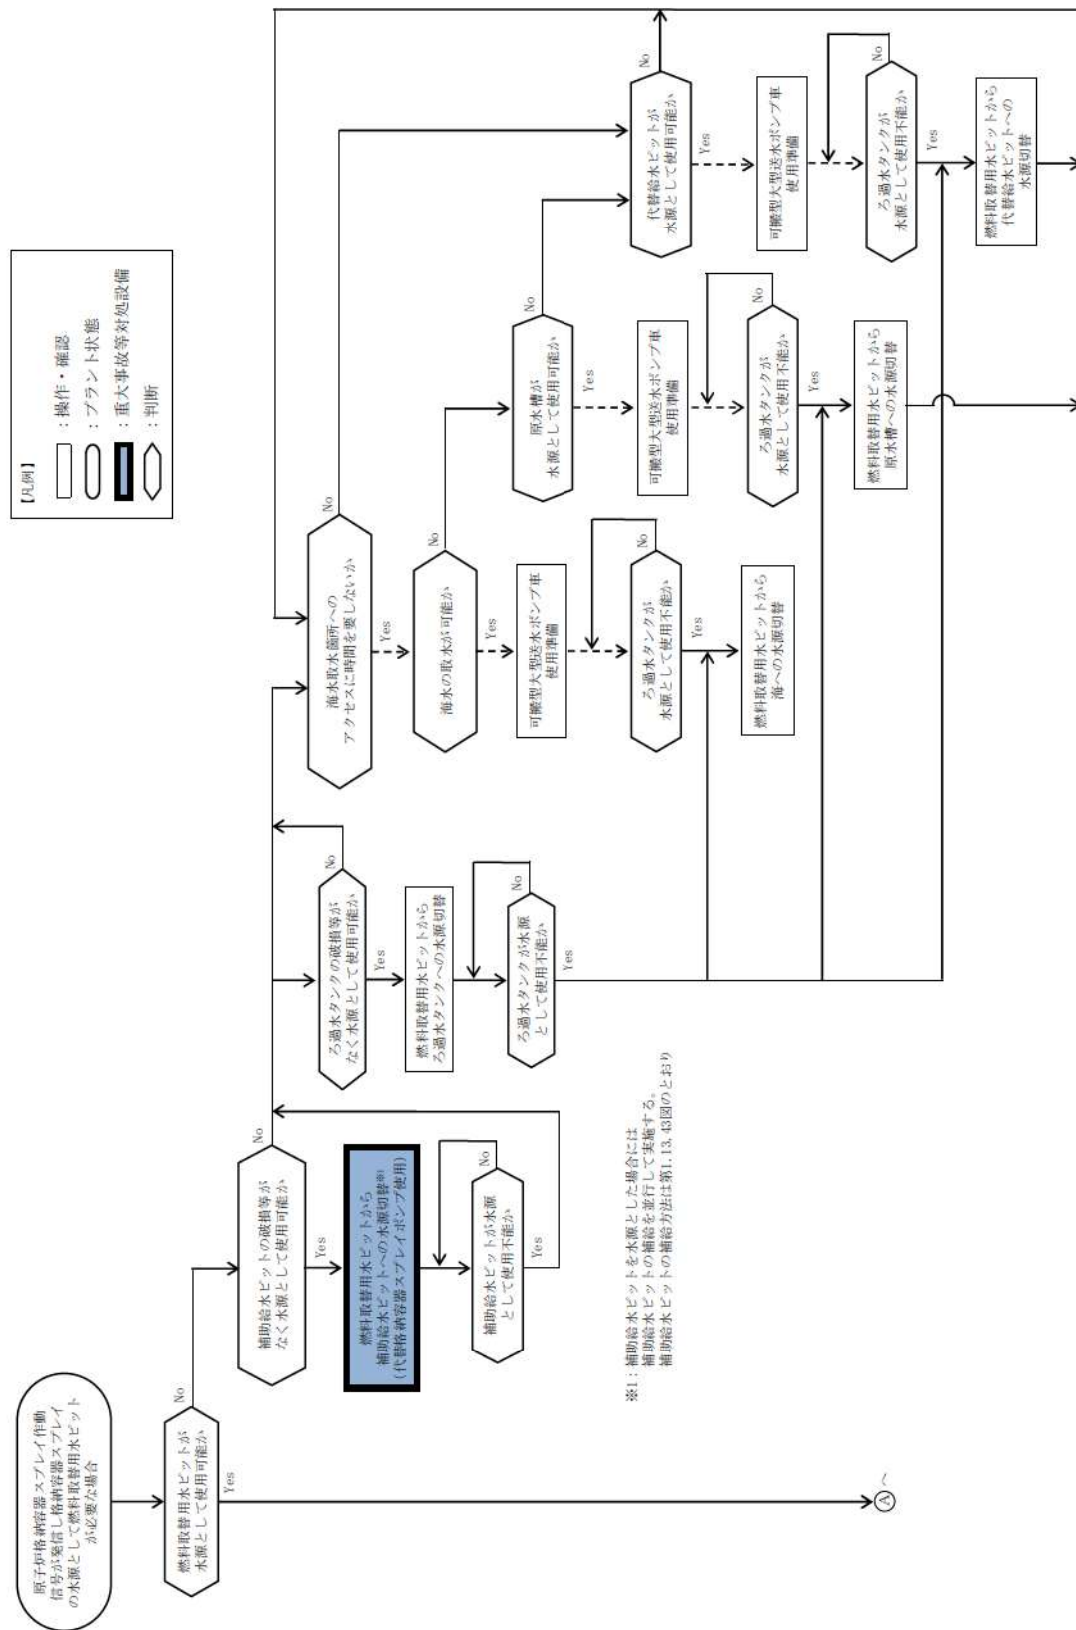 【凡例】
：操作・確認
：プラント状態
：重大事故等対処設備
：判断
原子炉格納容器スプレイ作動
信号が発信し格納容器スプレイ
の水源として燃料取替用水ピット
が必要な場合
燃料取替用水ピットが
水源として使用可能か
No
Yes
Ⓐへ
補助給水ピットの破損等が
なく水源として使用可能か
No
Yes
燃料取替用水ピットから
補助給水ピットへの水源切替※1
(代替格納容器スプレイポンプ使用)
補助給水ピットが水源
として使用不能か
No
Yes
ろ過水タンクの破損等が
なく水源として使用可能か
No
Yes
燃料取替用水ピットから
ろ過水タンクへの水源切替
ろ過水タンクが水源
として使用不能か
No
Yes
海水取水箇所への
アクセスに時間を要しないか
No
Yes
海水の取水が可能か
No
Yes
可搬型大型送水ポンプ車
使用準備
ろ過水タンクが
水源として使用不能か
No
Yes
燃料取替用水ピットから
海への水源切替
原水槽が
水源として使用可能か
No
Yes
可搬型大型送水ポンプ車
使用準備
ろ過水タンクが
水源として使用不能か
No
Yes
燃料取替用水ピットから
原水槽への水源切替
代替給水ピットが
水源として使用可能か
No
Yes
可搬型大型送水ポンプ車
使用準備
ろ過水タンクが
水源として使用不能か
No
Yes
燃料取替用水ピットから
代替給水ピットへの
水源切替
※1：補助給水ピットを水源とした場合には
補助給水ピットの補給を並行して実施する。
補助給水ピットの補給方法は第1.13.43図のとおり